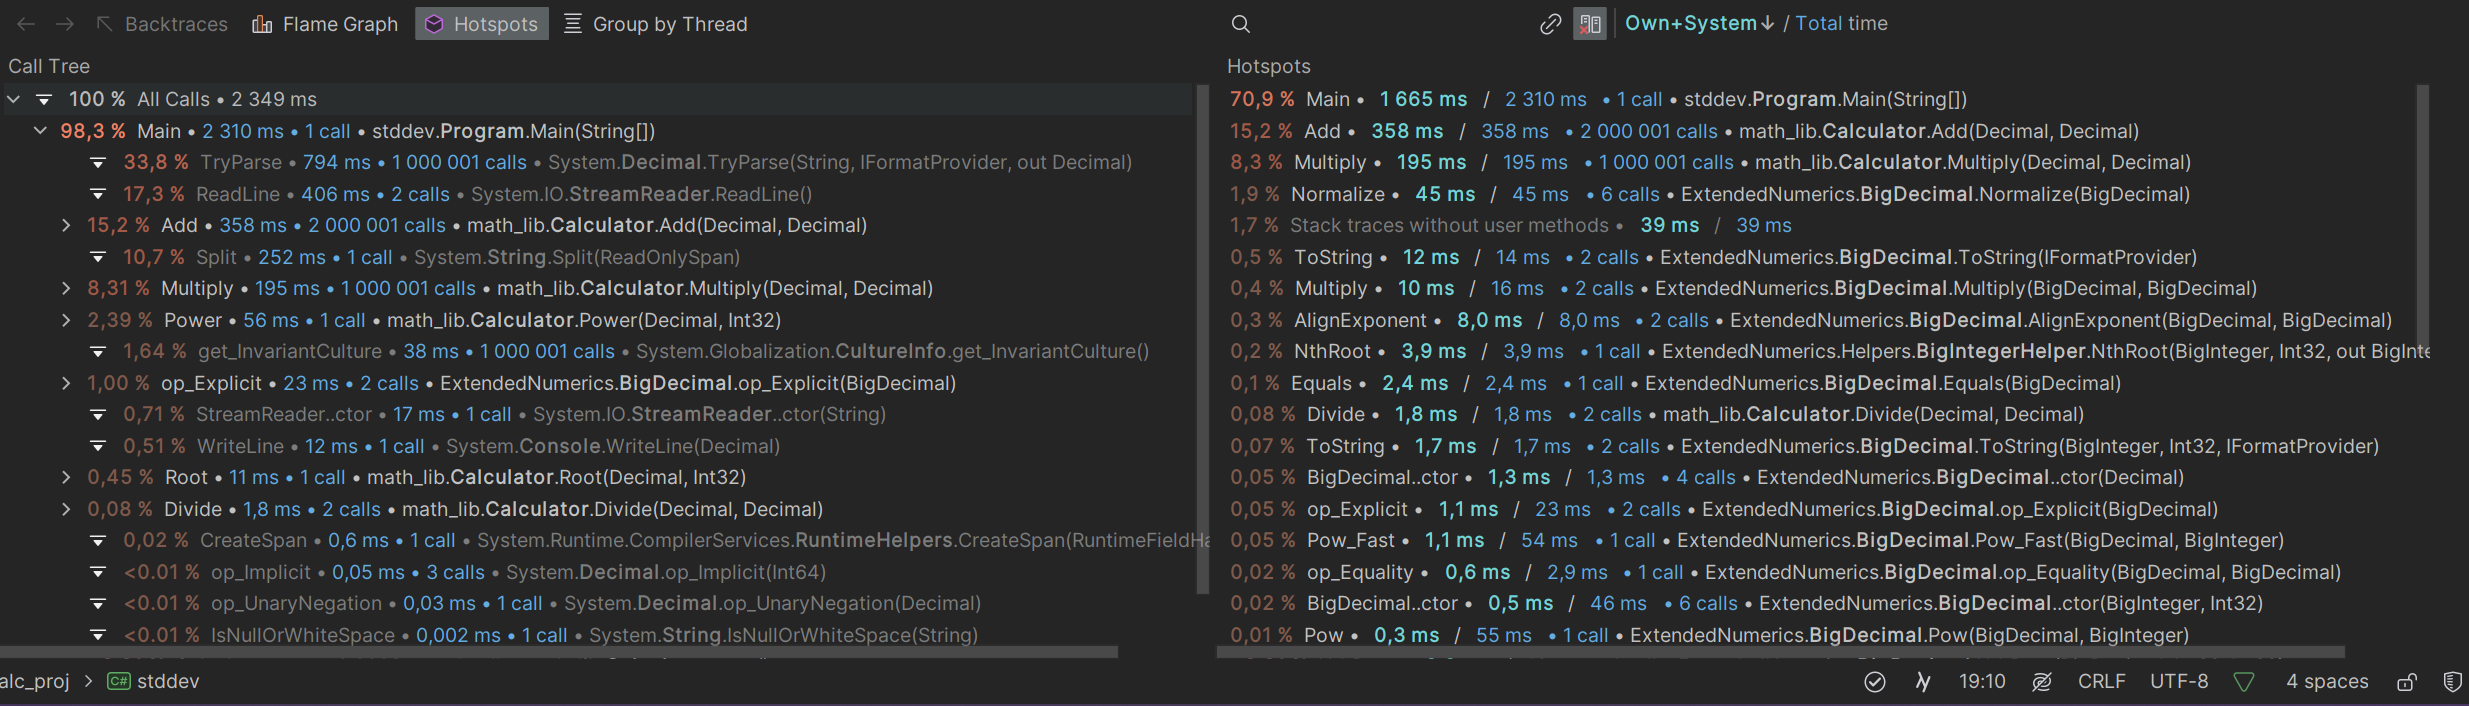 Backtraces Flame Graph Hotspots Group by Thread
Own+System↓ / Total time
Call Tree
100 % All Calls • 2 349 ms
98,3 % Main • 2 310 ms • 1 call • stddev.Program.Main(String[])
33,8 % TryParse • 794 ms • 1 000 001 calls • System.Decimal.TryParse(String, IFormatProvider, out Decimal)
17,3 % ReadLine • 406 ms • 2 calls • System.IO.StreamReader.ReadLine()
15,2 % Add • 358 ms • 2 000 001 calls • math_lib.Calculator.Add(Decimal, Decimal)
10,7 % Split • 252 ms • 1 call • System.String.Split(ReadOnlySpan)
8,31 % Multiply • 195 ms • 1 000 001 calls • math_lib.Calculator.Multiply(Decimal, Decimal)
2,39 % Power • 56 ms • 1 call • math_lib.Calculator.Power(Decimal, Int32)
1,64 % get_InvariantCulture • 38 ms • 1 000 001 calls • System.Globalization.CultureInfo.get_InvariantCulture()
1,00 % op_Explicit • 23 ms • 2 calls • ExtendedNumerics.BigDecimal.op_Explicit(BigDecimal)
0,71 % StreamReader..ctor • 17 ms • 1 call • System.IO.StreamReader..ctor(String)
0,51 % WriteLine • 12 ms • 1 call • System.Console.WriteLine(Decimal)
0,45 % Root • 11 ms • 1 call • math_lib.Calculator.Root(Decimal, Int32)
0,08 % Divide • 1,8 ms • 2 calls • math_lib.Calculator.Divide(Decimal, Decimal)
0,02 % CreateSpan • 0,6 ms • 1 call • System.Runtime.CompilerServices.RuntimeHelpers.CreateSpan(RuntimeFieldHa
<0.01 % op_Implicit • 0,05 ms • 3 calls • System.Decimal.op_Implicit(Int64)
<0.01 % op_UnaryNegation • 0,03 ms • 1 call • System.Decimal.op_UnaryNegation(Decimal)
<0.01 % IsNullOrWhiteSpace • 0,002 ms • 1 call • System.String.IsNullOrWhiteSpace(String)
Hotspots
70,9 % Main • 1 665 ms / 2 310 ms • 1 call • stddev.Program.Main(String[])
15,2 % Add • 358 ms / 358 ms • 2 000 001 calls • math_lib.Calculator.Add(Decimal, Decimal)
8,3 % Multiply • 195 ms / 195 ms • 1 000 001 calls • math_lib.Calculator.Multiply(Decimal, Decimal)
1,9 % Normalize • 45 ms / 45 ms • 6 calls • ExtendedNumerics.BigDecimal.Normalize(BigDecimal)
1,7 % Stack traces without user methods • 39 ms / 39 ms
0,5 % ToString • 12 ms / 14 ms • 2 calls • ExtendedNumerics.BigDecimal.ToString(IFormatProvider)
0,4 % Multiply • 10 ms / 16 ms • 2 calls • ExtendedNumerics.BigDecimal.Multiply(BigDecimal, BigDecimal)
0,3 % AlignExponent • 8,0 ms / 8,0 ms • 2 calls • ExtendedNumerics.BigDecimal.AlignExponent(BigDecimal, BigDecimal)
0,2 % NthRoot • 3,9 ms / 3,9 ms • 1 call • ExtendedNumerics.Helpers.BigIntegerHelper.NthRoot(BigInteger, Int32, out BigInte
0,1 % Equals • 2,4 ms / 2,4 ms • 1 call • ExtendedNumerics.BigDecimal.Equals(BigDecimal)
0,08 % Divide • 1,8 ms / 1,8 ms • 2 calls • math_lib.Calculator.Divide(Decimal, Decimal)
0,07 % ToString • 1,7 ms / 1,7 ms • 2 calls • ExtendedNumerics.BigDecimal.ToString(BigInteger, Int32, IFormatProvider)
0,05 % BigDecimal..ctor • 1,3 ms / 1,3 ms • 4 calls • ExtendedNumerics.BigDecimal..ctor(Decimal)
0,05 % op_Explicit • 1,1 ms / 23 ms • 2 calls • ExtendedNumerics.BigDecimal.op_Explicit(BigDecimal)
0,05 % Pow_Fast • 1,1 ms / 54 ms • 1 call • ExtendedNumerics.BigDecimal.Pow_Fast(BigDecimal, BigInteger)
0,02 % op_Equality • 0,6 ms / 2,9 ms • 1 call • ExtendedNumerics.BigDecimal.op_Equality(BigDecimal, BigDecimal)
0,02 % BigDecimal..ctor • 0,5 ms / 46 ms • 6 calls • ExtendedNumerics.BigDecimal..ctor(BigInteger, Int32)
0,01 % Pow • 0,3 ms / 55 ms • 1 call • ExtendedNumerics.BigDecimal.Pow(BigDecimal, BigInteger)
alc_proj > C# stddev
19:10 CRLF UTF-8 4 spaces